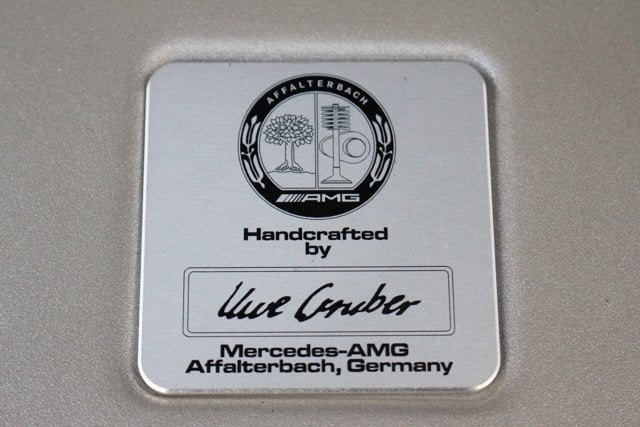 AFFALTERBACH
AMG
Handcrafted
by
Uwe Gruber
Mercedes-AMG
Affalterbach, Germany